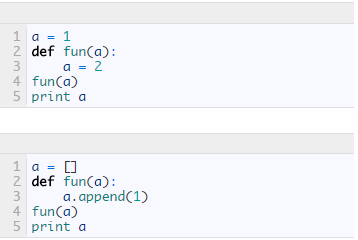 1 a = 1
2 def fun(a):
3     a = 2
4 fun(a)
5 print a
1 a = []
2 def fun(a):
3     a.append(1)
4 fun(a)
5 print a